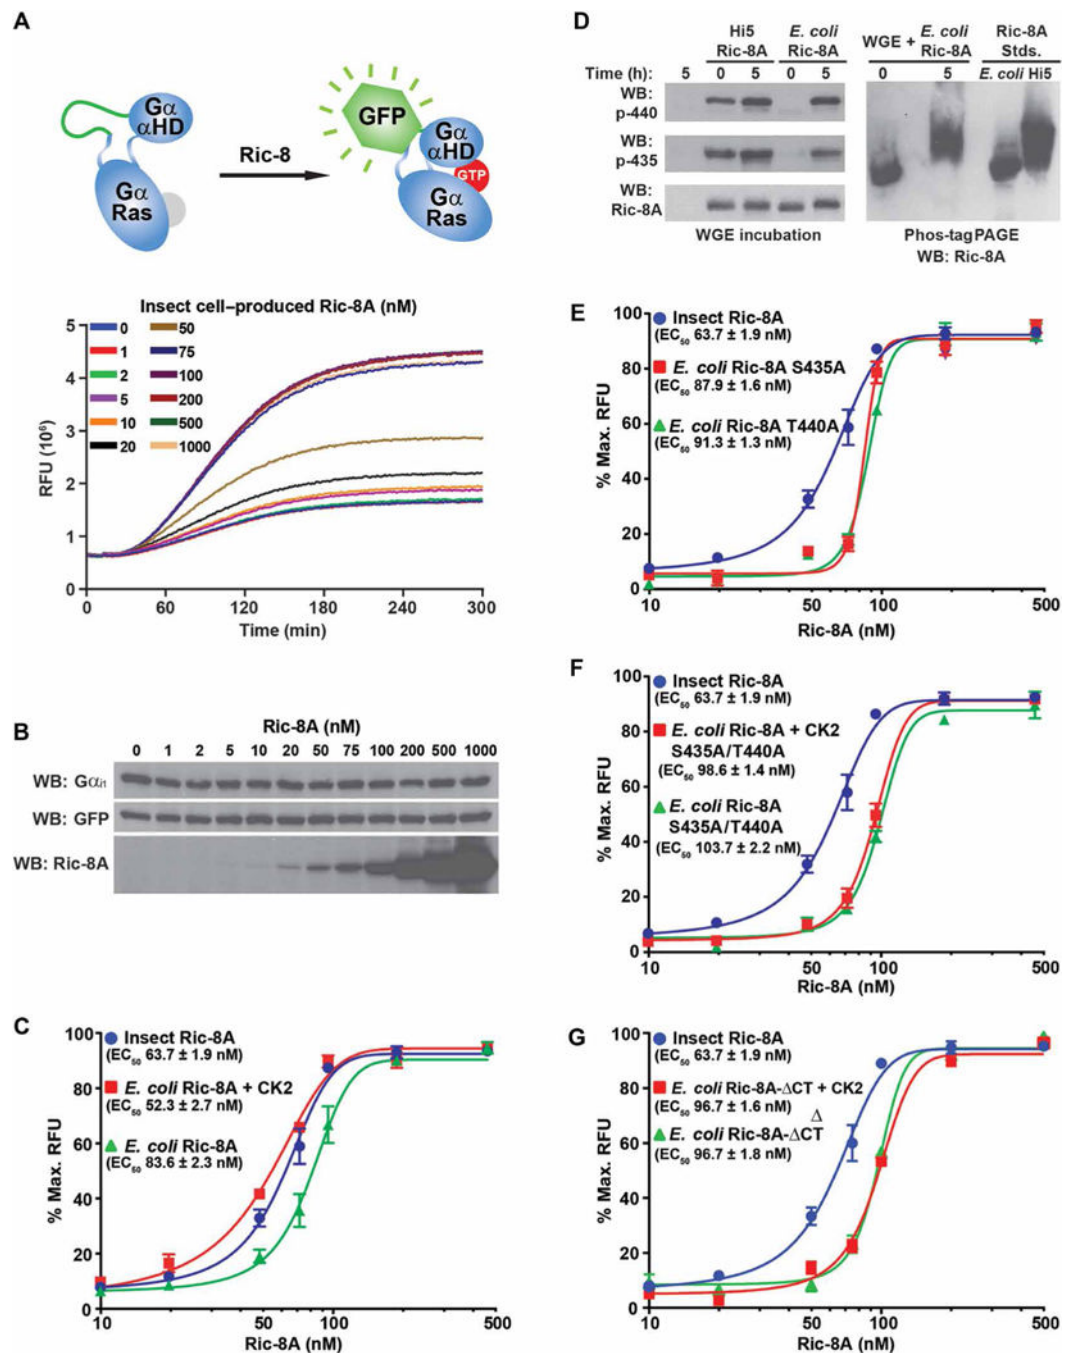 A
Gα
αHD
Gα
Ras
Ric-8
GFP
Gα
αHD
GTP
Gα
Ras
Insect cell–produced Ric-8A (nM)
0
1
2
5
10
20
50
75
100
200
500
1000
RFU (10⁶)
5
4
3
2
1
0
0 60 120 180 240 300
Time (min)
B
Ric-8A (nM)
0 1 2 5 10 20 50 75 100 200 500 1000
WB: Gαi1
WB: GFP
WB: Ric-8A
C
% Max. RFU
100
80
60
40
20
0
Insect Ric-8A
(EC50 63.7 ± 1.9 nM)
E. coli Ric-8A + CK2
(EC50 52.3 ± 2.7 nM)
E. coli Ric-8A
(EC50 83.6 ± 2.3 nM)
10 50 100 500
Ric-8A (nM)
D
Hi5
Ric-8A
E. coli
Ric-8A
Time (h): 5 0 5 0 5
WB:
p-440
WB:
p-435
WB:
Ric-8A
WGE incubation
WGE + E. coli
Ric-8A
0 5
Ric-8A
Stds.
E. coli Hi5
Phos-tagPAGE
WB: Ric-8A
E
% Max. RFU
100
80
60
40
20
0
Insect Ric-8A
(EC50 63.7 ± 1.9 nM)
E. coli Ric-8A S435A
(EC50 87.9 ± 1.6 nM)
E. coli Ric-8A T440A
(EC50 91.3 ± 1.3 nM)
10 50 100 500
Ric-8A (nM)
F
% Max. RFU
100
80
60
40
20
0
Insect Ric-8A
(EC50 63.7 ± 1.9 nM)
E. coli Ric-8A + CK2
S435A/T440A
(EC50 98.6 ± 1.4 nM)
E. coli Ric-8A
S435A/T440A
(EC50 103.7 ± 2.2 nM)
10 50 100 500
Ric-8A (nM)
G
% Max. RFU
100
80
60
40
20
0
Insect Ric-8A
(EC50 63.7 ± 1.9 nM)
E. coli Ric-8A-ΔCT + CK2
(EC50 96.7 ± 1.6 nM)
Δ
E. coli Ric-8A-ΔCT
(EC50 96.7 ± 1.8 nM)
10 50 100 500
Ric-8A (nM)